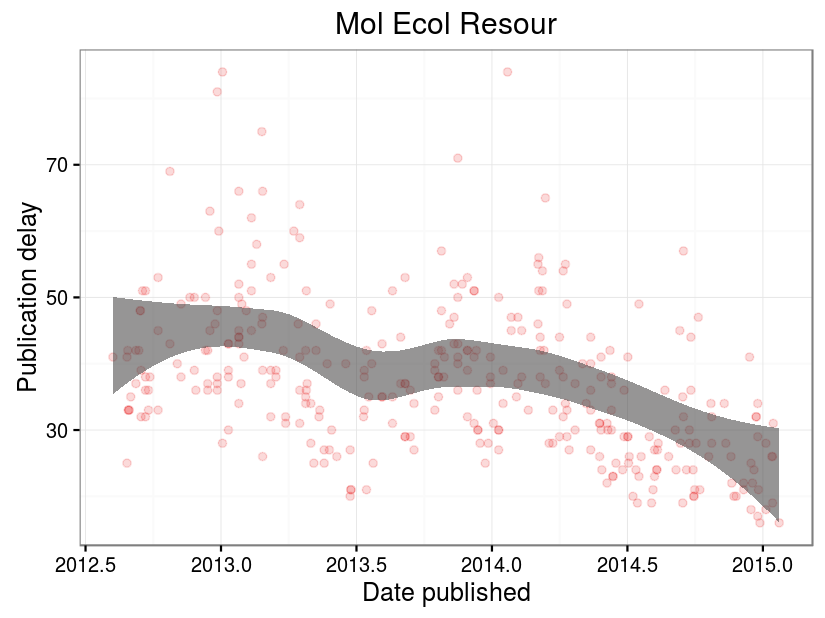 Mol Ecol Resour
Publication delay
70
50
30
2012.5 2013.0 2013.5 2014.0 2014.5 2015.0
Date published